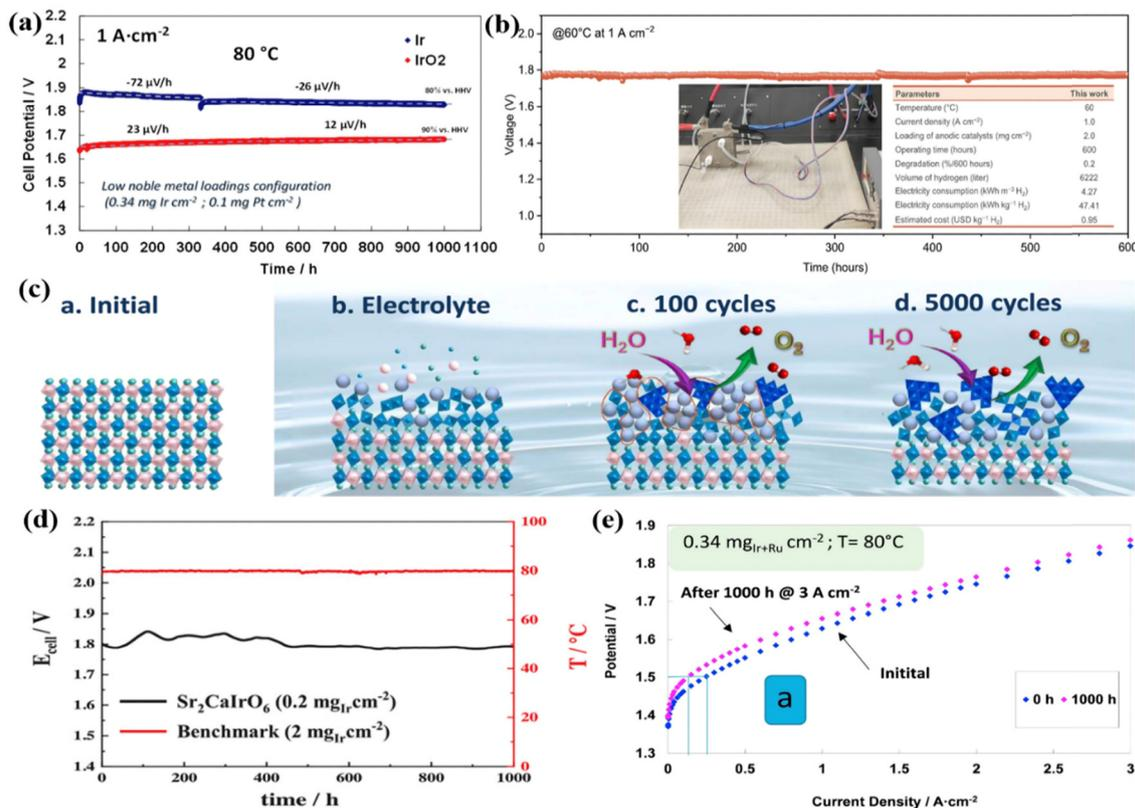 (a)
1 A·cm⁻²
80 °C
Ir
IrO2
-72 µV/h
-26 µV/h
80% vs. HHV
23 µV/h
12 µV/h
90% vs. HHV
Low noble metal loadings configuration
(0.34 mg Ir cm⁻² ; 0.1 mg Pt cm⁻² )
Cell Potential / V
2.2
2.1
2.0
1.9
1.8
1.7
1.6
1.5
1.4
1.3
0 100 200 300 400 500 600 700 800 900 1000 1100
Time / h
(b)
@60°C at 1 A cm⁻²
Voltage (V)
2.0
1.8
1.6
1.4
1.2
1.0
0 100 200 300 400 500 600
Time (hours)
Parameters This work
Temperature (°C) 60
Current density (A cm⁻²) 1.0
Loading of anodic catalysts (mg cm⁻²) 2.0
Operating time (hours) 600
Degradation (%/600 hours) 0.2
Volume of hydrogen (liter) 6222
Electricity consumption (kWh m⁻³ H₂) 4.27
Electricity consumption (kWh kg⁻¹ H₂) 47.41
Estimated cost (USD kg⁻¹ H₂) 0.95
(c)
a. Initial
b. Electrolyte
c. 100 cycles
d. 5000 cycles
H₂O
O₂
H₂O
O₂
(d)
E_cell / V
2.2
2.1
2.0
1.9
1.8
1.7
1.6
1.5
1.4
100
80
60
40
20
0
T / °C
Sr₂CaIrO₆ (0.2 mg_Ir cm⁻²)
Benchmark (2 mg_Ir cm⁻²)
0 200 400 600 800 1000
time / h
(e)
0.34 mg_Ir+Ru cm⁻² ; T= 80°C
After 1000 h @ 3 A cm⁻²
Initital
a
0 h
1000 h
Potential / V
1.9
1.8
1.7
1.6
1.5
1.4
1.3
0 0.5 1 1.5 2 2.5 3
Current Density / A·cm⁻²